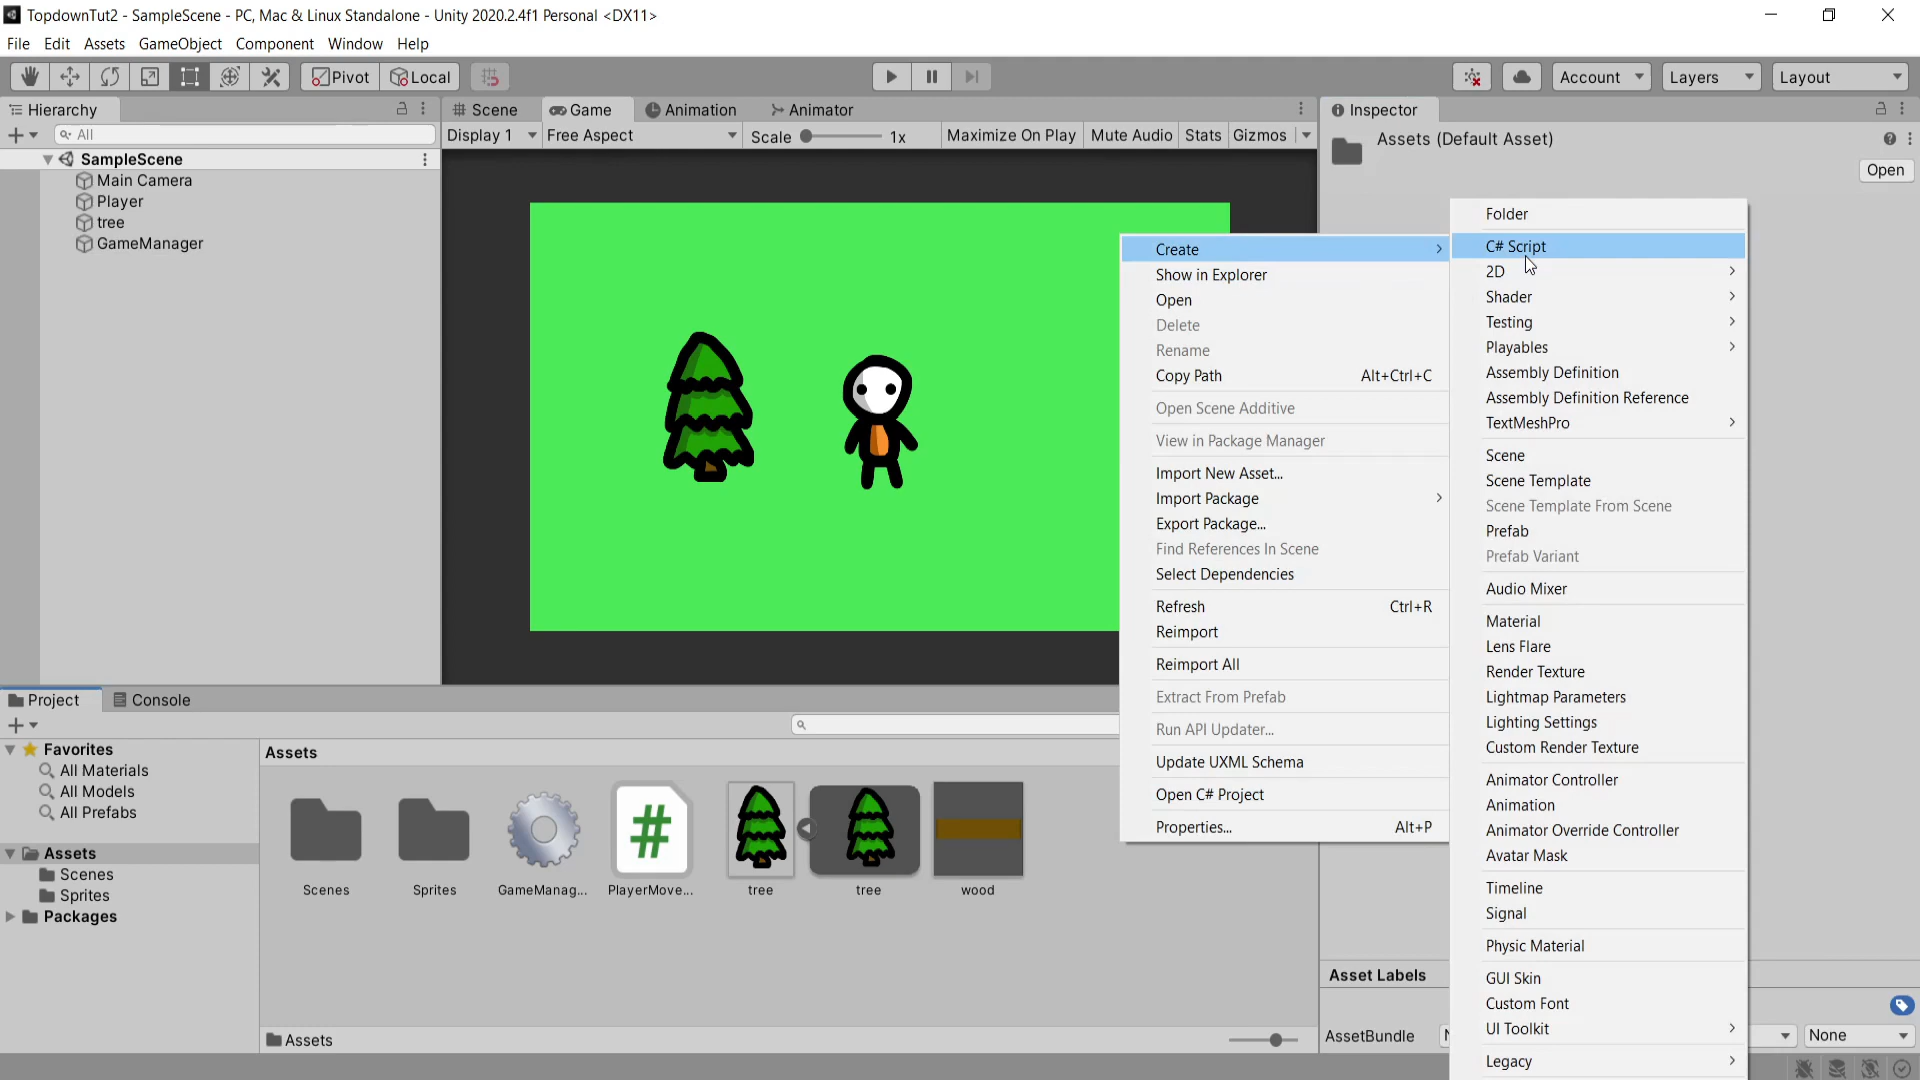 TopdownTut2 - SampleScene - PC, Mac & Linux Standalone - Unity 2020.2.4f1 Personal <DX11>
File Edit Assets GameObject Component Window Help
Pivot Local Account Layers Layout
Hierarchy
All
SampleScene
Main Camera
Player
tree
GameManager
Scene Game Animation Animator
Display 1 Free Aspect Scale 1x Maximize On Play Mute Audio Stats Gizmos
Inspector
Assets (Default Asset)
Open
Create
Show in Explorer
Open
Delete
Rename
Copy Path Alt+Ctrl+C
Open Scene Additive
View in Package Manager
Import New Asset...
Import Package
Export Package...
Find References In Scene
Select Dependencies
Refresh Ctrl+R
Reimport
Reimport All
Extract From Prefab
Run API Updater...
Update UXML Schema
Open C# Project
Properties... Alt+P
Folder
C# Script
2D
Shader
Testing
Playables
Assembly Definition
Assembly Definition Reference
TextMeshPro
Scene
Scene Template
Scene Template From Scene
Prefab
Prefab Variant
Audio Mixer
Material
Lens Flare
Render Texture
Lightmap Parameters
Lighting Settings
Custom Render Texture
Animator Controller
Animation
Animator Override Controller
Avatar Mask
Timeline
Signal
Physic Material
GUI Skin
Custom Font
UI Toolkit
Legacy
Project Console
Favorites
All Materials
All Models
All Prefabs
Assets
Scenes
Sprites
Packages
Assets
Scenes Sprites GameManag... PlayerMove... tree tree wood
Assets
Asset Labels
AssetBundle None